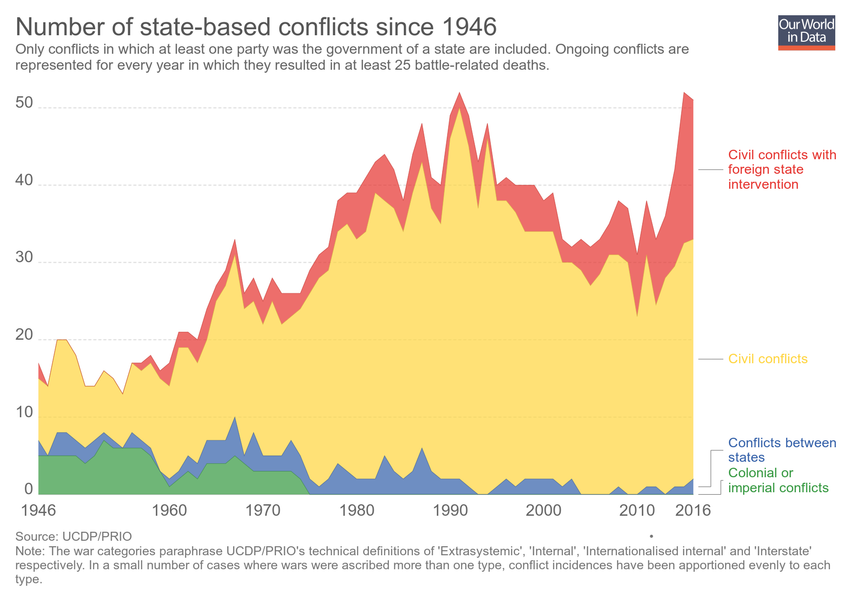 Number of state-based conflicts since 1946
Our World
in Data
Only conflicts in which at least one party was the government of a state are included. Ongoing conflicts are
represented for every year in which they resulted in at least 25 battle-related deaths.
50
40
30
20
10
0
1946
1960
1970
1980
1990
2000
2010
2016
Civil conflicts with
foreign state
intervention
Civil conflicts
Conflicts between
states
Colonial or
imperial conflicts
Source: UCDP/PRIO
Note: The war categories paraphrase UCDP/PRIO's technical definitions of 'Extrasystemic', 'Internal', 'Internationalised internal' and 'Interstate'
respectively. In a small number of cases where wars were ascribed more than one type, conflict incidences have been apportioned evenly to each
type.